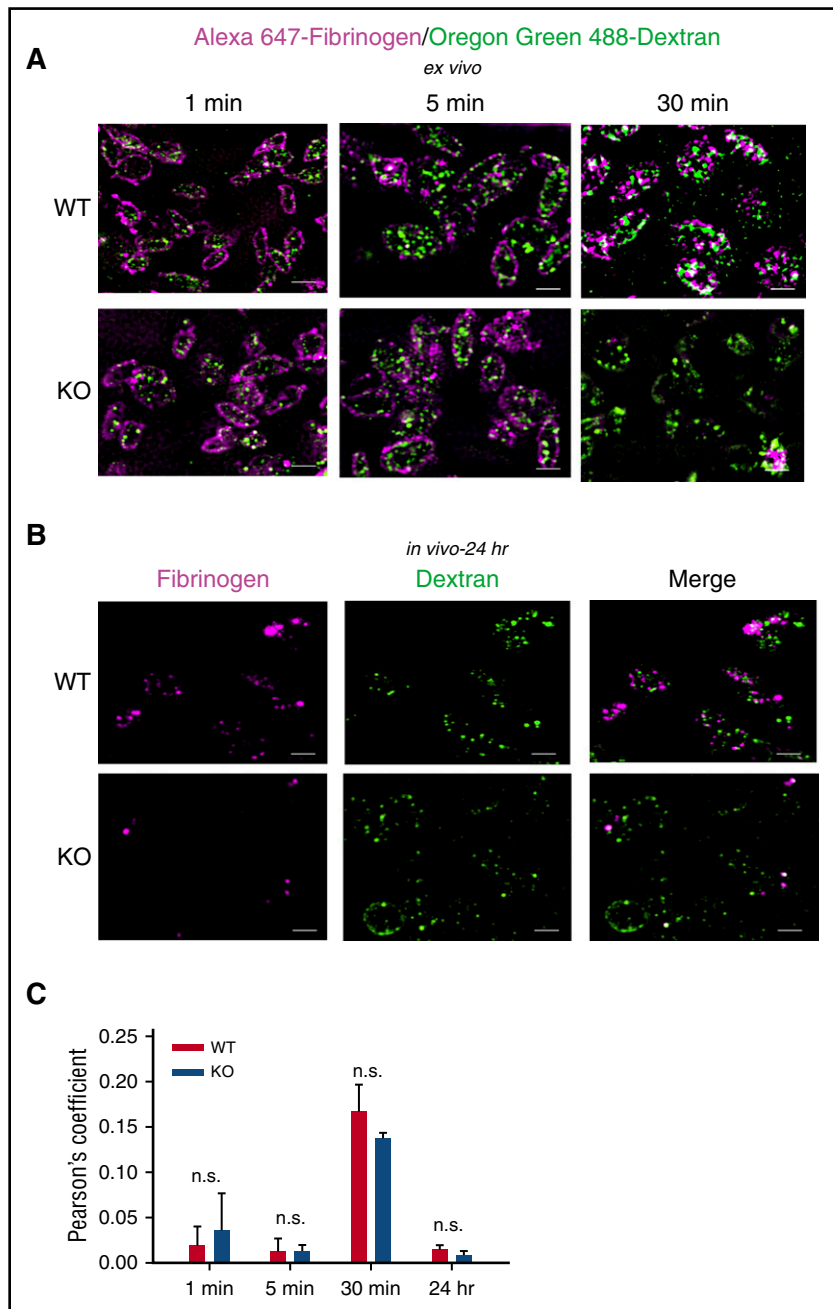 Alexa 647-Fibrinogen/Oregon Green 488-Dextran
A
ex vivo
1 min 5 min 30 min
WT
KO
B
in vivo-24 hr
Fibrinogen Dextran Merge
WT
KO
C
Pearson's coefficient
0.25
0.20
0.15
0.10
0.05
0.00
WT
KO
n.s.
n.s.
n.s.
n.s.
1 min 5 min 30 min 24 hr